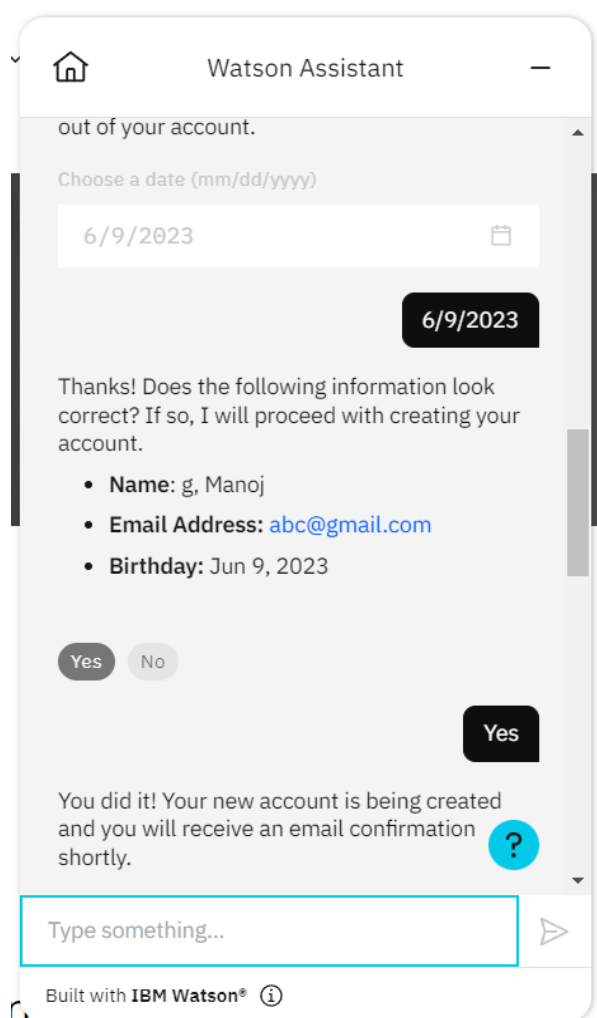 Watson Assistant
out of your account.
Choose a date (mm/dd/yyyy)
6/9/2023
6/9/2023
Thanks! Does the following information look
correct? If so, I will proceed with creating your
account.
• Name: g, Manoj
• Email Address: abc@gmail.com
• Birthday: Jun 9, 2023
Yes No
Yes
You did it! Your new account is being created
and you will receive an email confirmation
shortly.
?
Type something...
Built with IBM Watson®